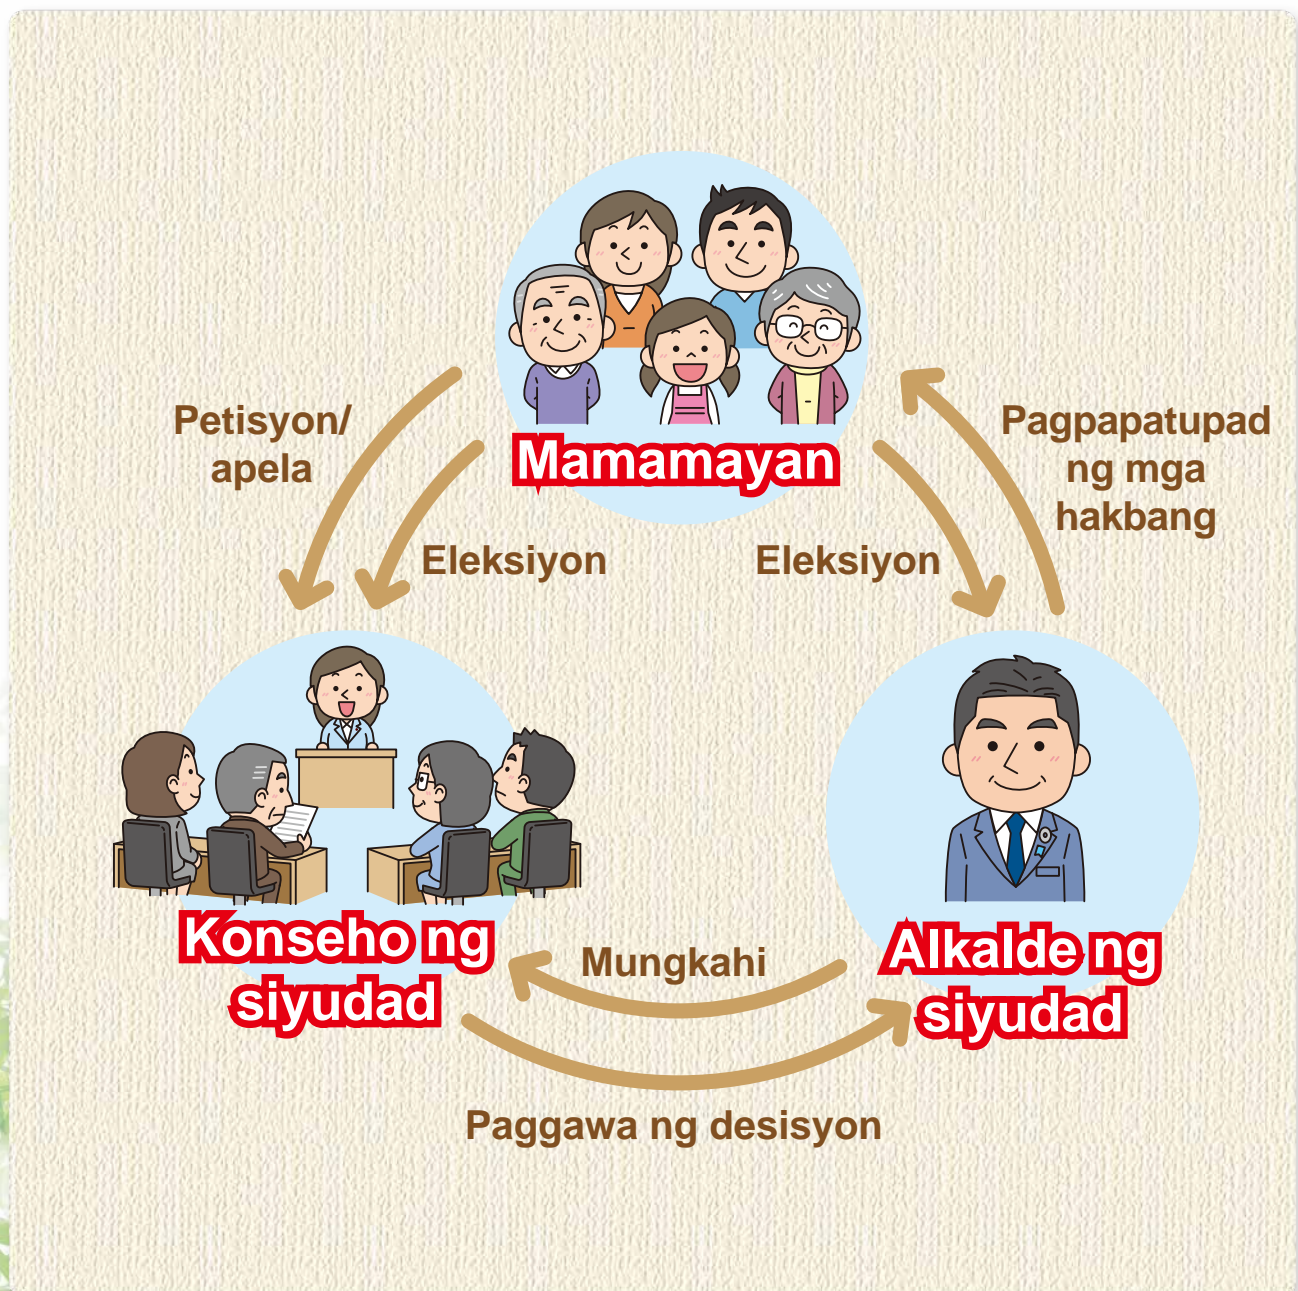 Mamamayan
Petisyon/
apela
Eleksiyon
Eleksiyon
Pagpapatupad
ng mga
hakbang
Konseho ng
siyudad
Mungkahi
Alkalde ng
siyudad
Paggawa ng desisyon